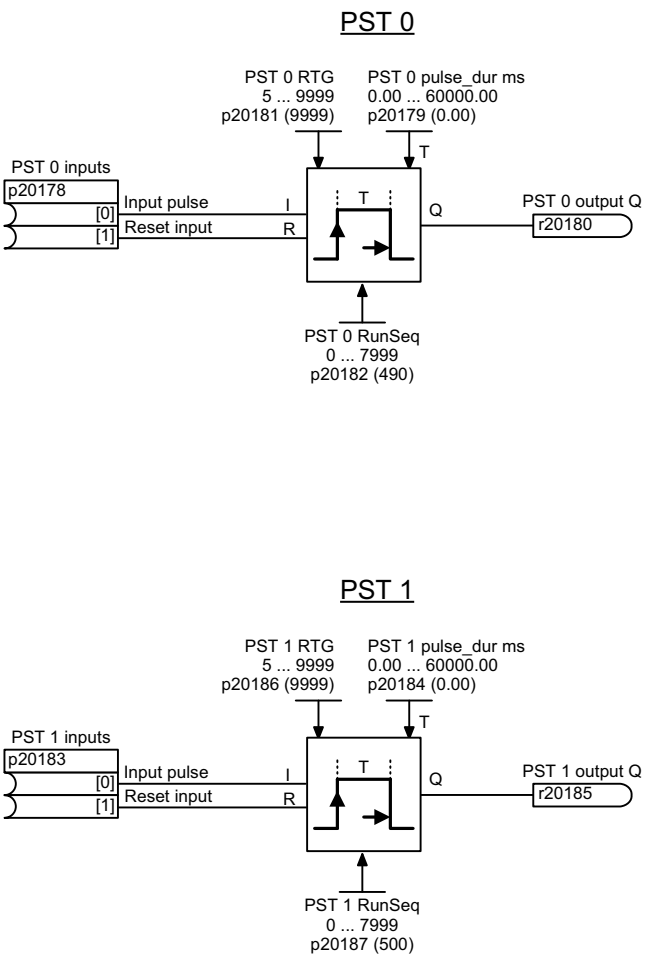 PST 0
PST 0 RTG
5 ... 9999
p20181 (9999)
PST 0 pulse_dur ms
0.00 ... 60000.00
p20179 (0.00)
T
PST 0 inputs
p20178
[0]
[1]
Input pulse
Reset input
I
R
T
Q
PST 0 output Q
r20180
PST 0 RunSeq
0 ... 7999
p20182 (490)
PST 1
PST 1 RTG
5 ... 9999
p20186 (9999)
PST 1 pulse_dur ms
0.00 ... 60000.00
p20184 (0.00)
T
PST 1 inputs
p20183
[0]
[1]
Input pulse
Reset input
I
R
T
Q
PST 1 output Q
r20185
PST 1 RunSeq
0 ... 7999
p20187 (500)